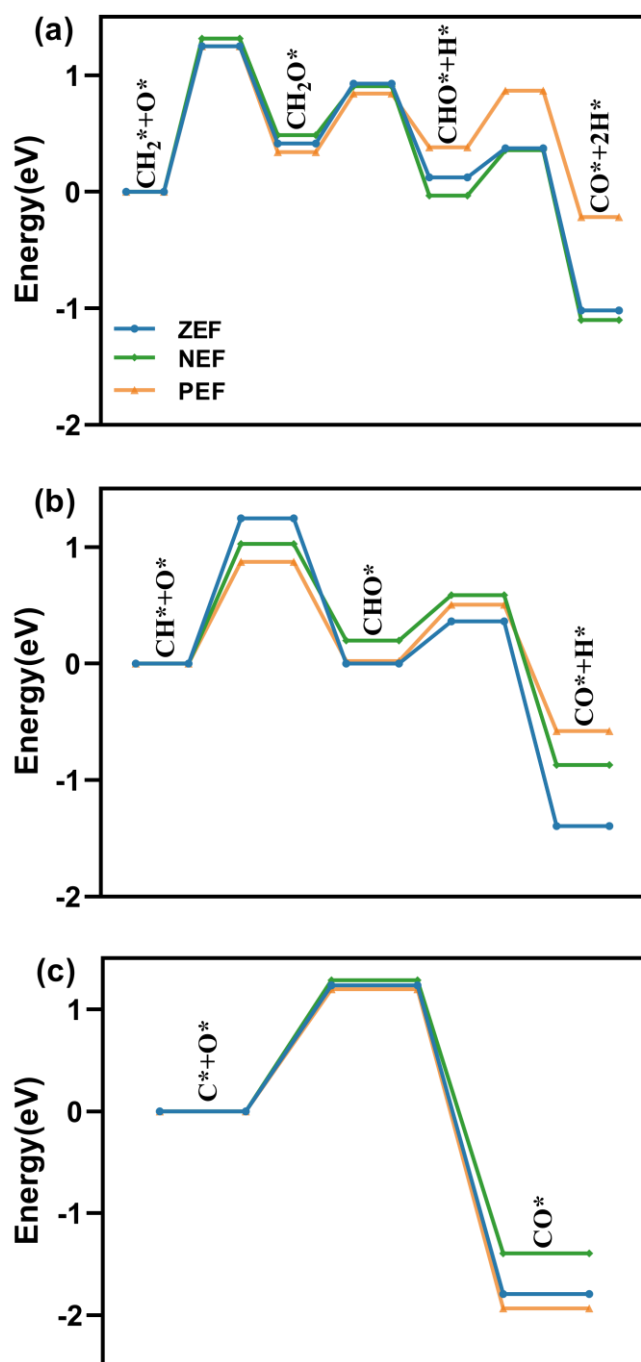 (a)
Energy(eV)
1
0
-1
-2
CH₂*+O*
CH₂O*
CHO*+H*
CO*+2H*
ZEF
NEF
PEF
(b)
Energy(eV)
1
0
-1
-2
CH*+O*
CHO*
CO*+H*
(c)
Energy(eV)
1
0
-1
-2
C*+O*
CO*